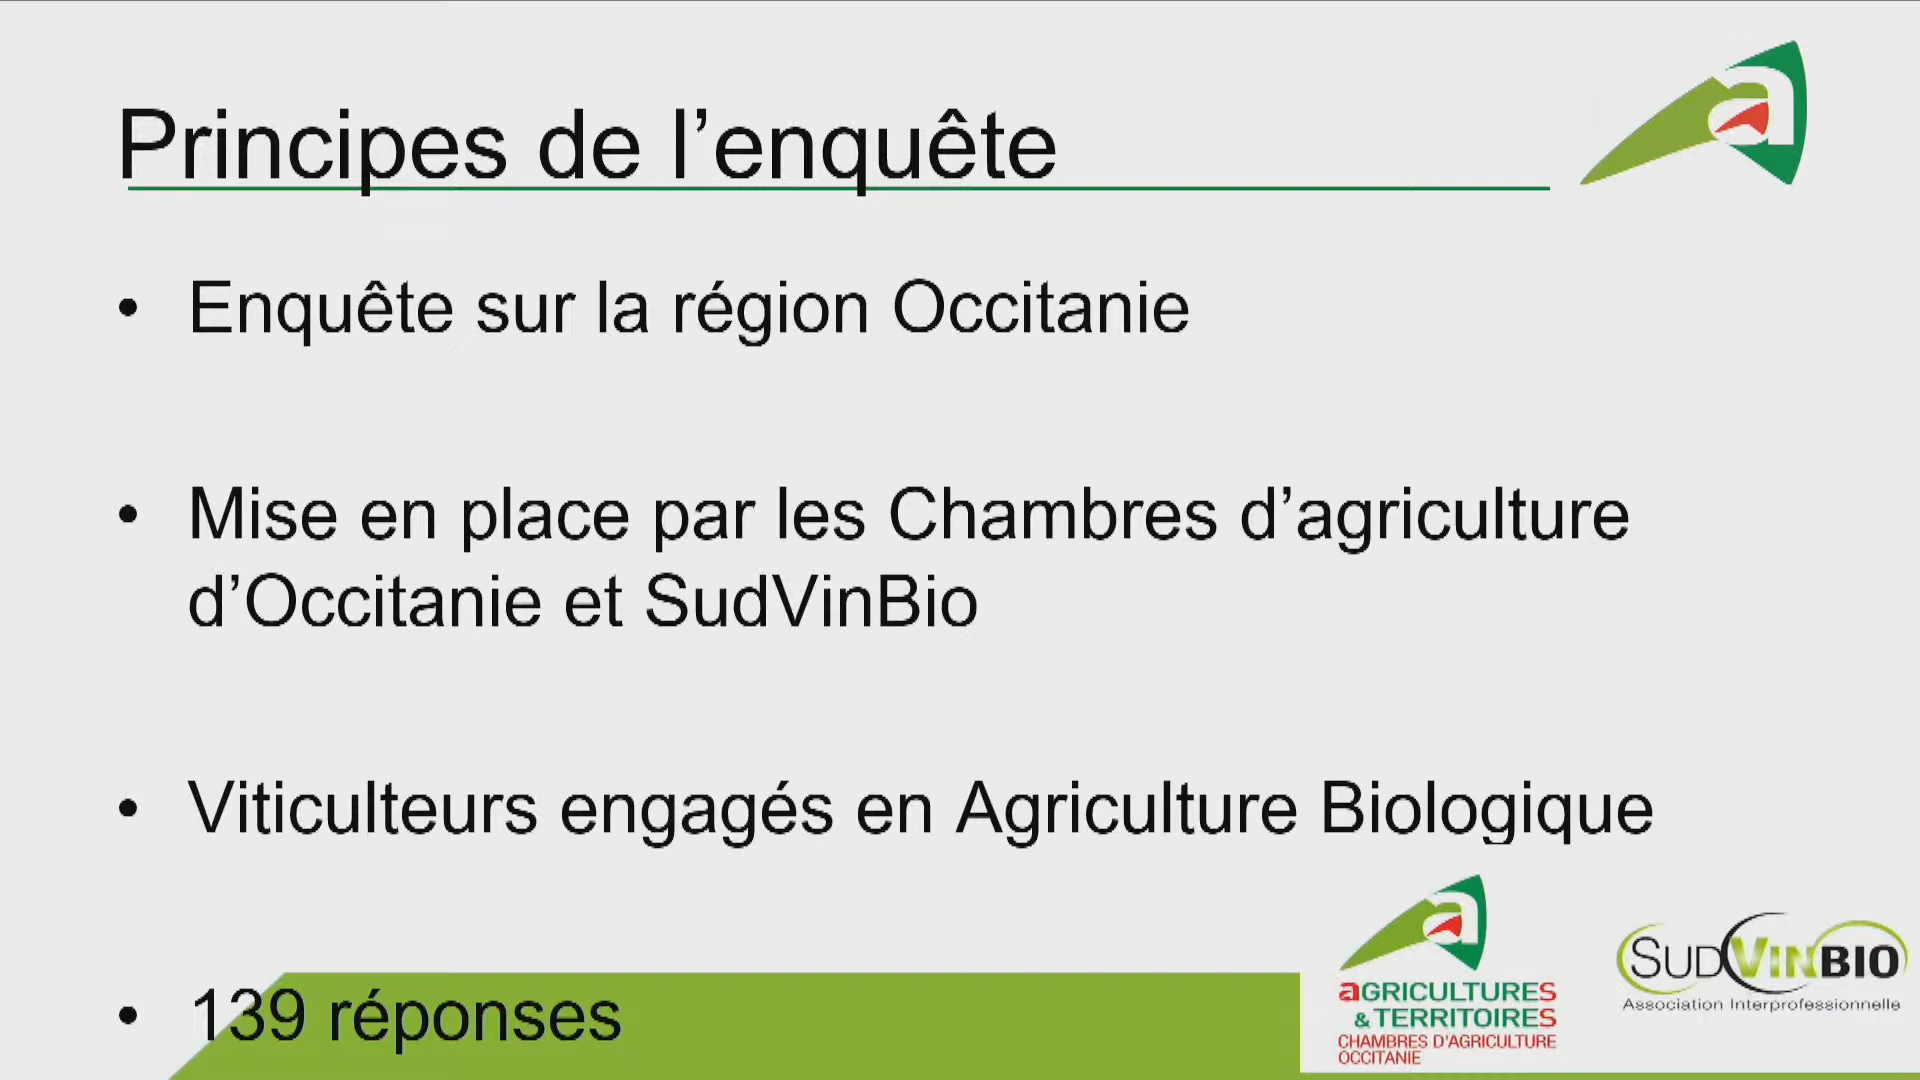 Principes de l’enquête
• Enquête sur la région Occitanie
• Mise en place par les Chambres d’agriculture
d’Occitanie et SudVinBio
• Viticulteurs engagés en Agriculture Biologique
• 139 réponses
a
a
aGRICULTURES
& TERRITOIRES
CHAMBRES D'AGRICULTURE
OCCITANIE
SUDVINBIO
Association Interprofessionnelle